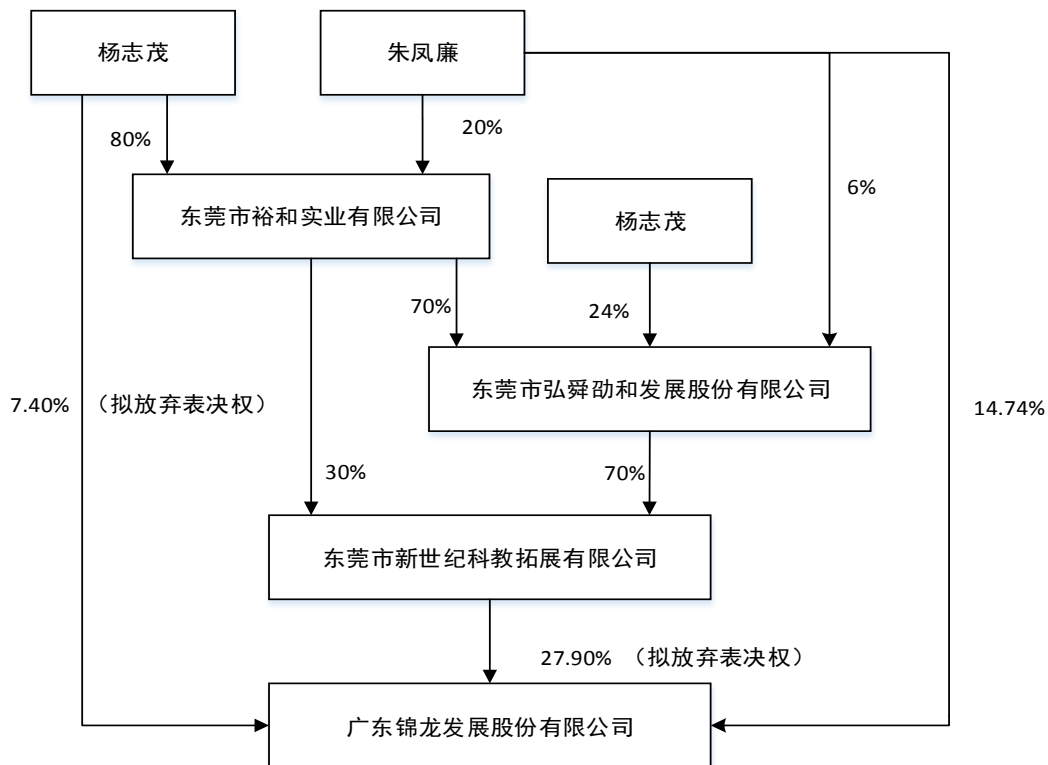 杨志茂
朱凤廉
80%
20%
东莞市裕和实业有限公司
杨志茂
6%
70%
24%
东莞市弘舜劭和发展股份有限公司
7.40% （拟放弃表决权）
14.74%
30%
70%
东莞市新世纪科教拓展有限公司
27.90% （拟放弃表决权）
广东锦龙发展股份有限公司